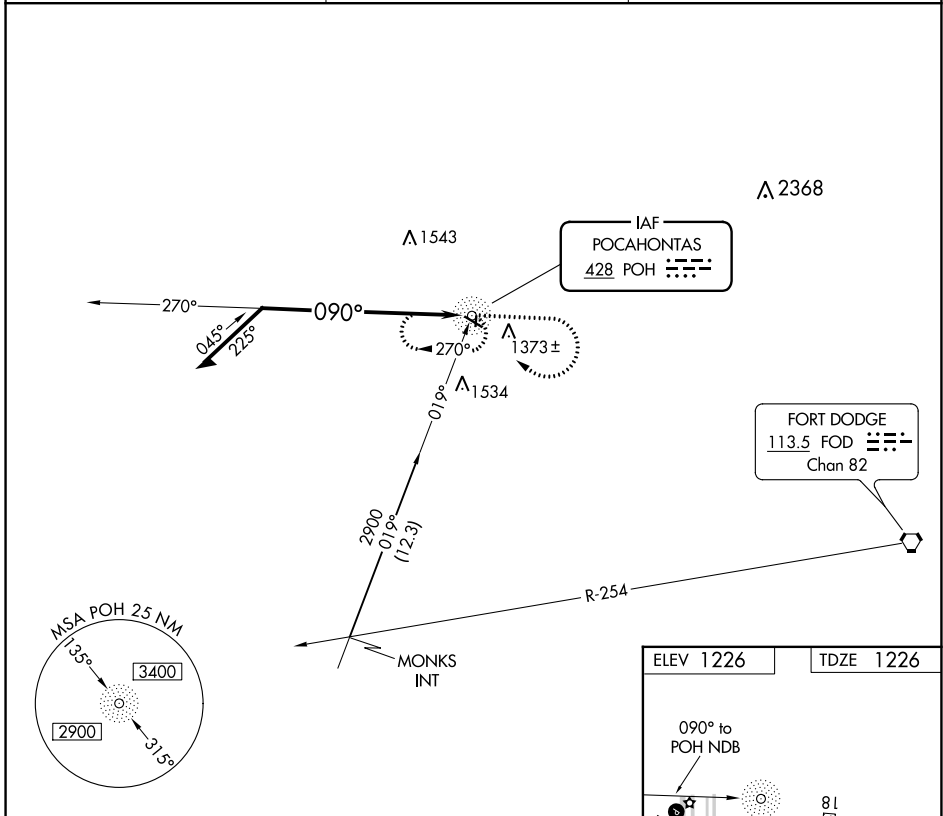 2368
1543
IAF
POCAHONTAS
428 POH
270°
090°
045°
225°
270°
1373±
1534
019°
FORT DODGE
113.5 FOD
Chan 82
2900
019°
(12.3)
R-254
MONKS
INT
MSA POH 25 NM
135°
3400
2900
315°
ELEV 1226
TDZE 1226
090° to
POH NDB
18